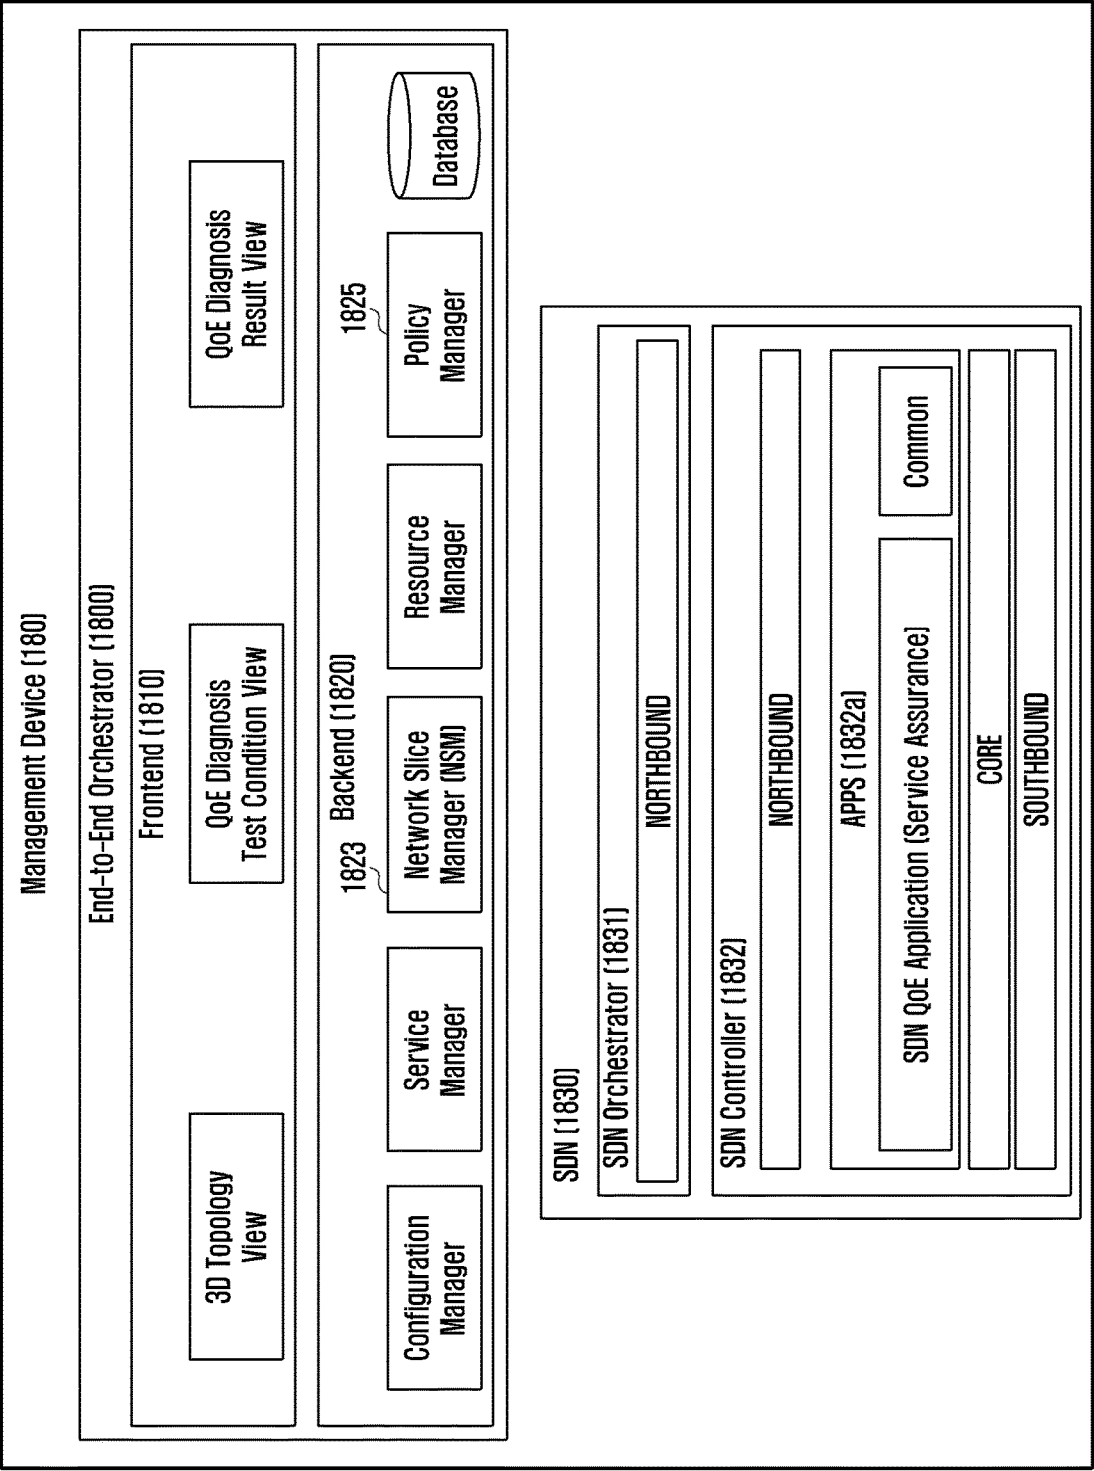 Management Device (180)
End-to-End Orchestrator (1800)
Frontend (1810)
3D Topology
View
QoE Diagnosis
Test Condition View
QoE Diagnosis
Result View
Backend (1820)
1823
1825
Configuration
Manager
Service
Manager
Network Slice
Manager (NSM)
Resource
Manager
Policy
Manager
Database
SDN (1830)
SDN Orchestrator (1831)
NORTHBOUND
SDN Controller (1832)
NORTHBOUND
APPS (1832a)
SDN QoE Application (Service Assurance)
Common
CORE
SOUTHBOUND